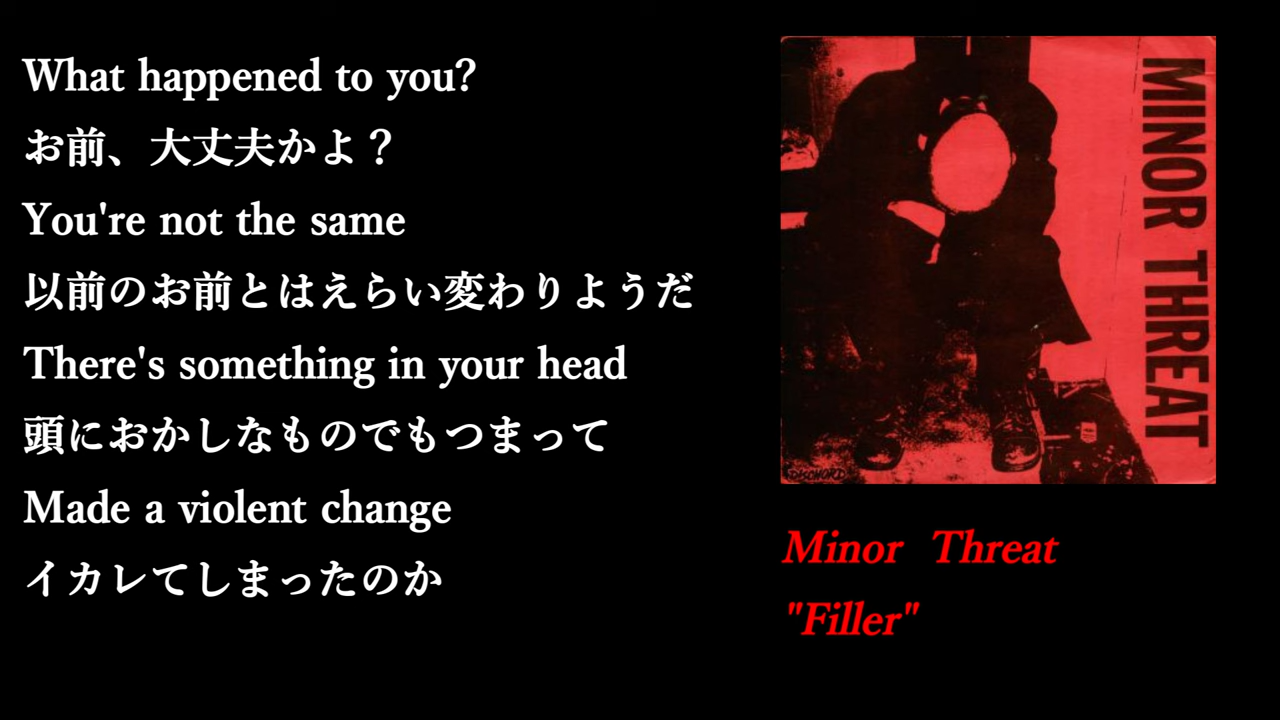 What happened to you?
お前、大丈夫かよ？
You're not the same
以前のお前とはえらい変わりようだ
There's something in your head
頭におかしなものでもつまって
Made a violent change
イカレてしまったのか
MINOR THREAT
DISCHORD
Minor Threat
"Filler"